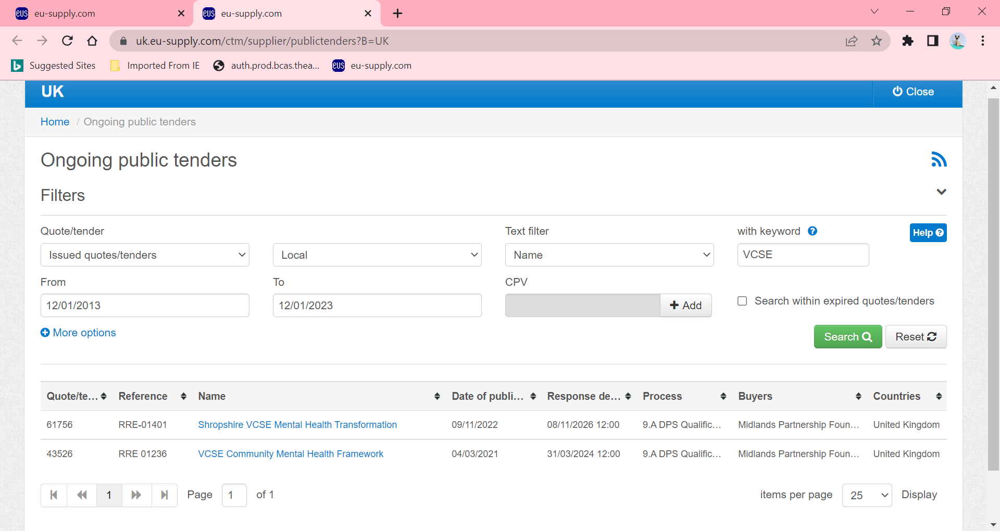 eus eu-supply.com
eus eu-supply.com
uk.eu-supply.com/ctm/supplier/publictenders?B=UK
Suggested Sites Imported From IE auth.prod.bcas.thea... eus eu-supply.com
UK Close
Home / Ongoing public tenders
Ongoing public tenders
Filters
Quote/tender Text filter with keyword Help
Issued quotes/tenders Local Name VCSE
From To CPV
12/01/2013 12/01/2023 Add Search within expired quotes/tenders
More options
Search Reset
Quote/te... Reference Name Date of publi... Response de... Process Buyers Countries
61756 RRE-01401 Shropshire VCSE Mental Health Transformation 09/11/2022 08/11/2026 12:00 9.A DPS Qualific... Midlands Partnership Foun... United Kingdom
43526 RRE 01236 VCSE Community Mental Health Framework 04/03/2021 31/03/2024 12:00 9.A DPS Qualific... Midlands Partnership Foun... United Kingdom
1 Page 1 of 1 items per page 25 Display